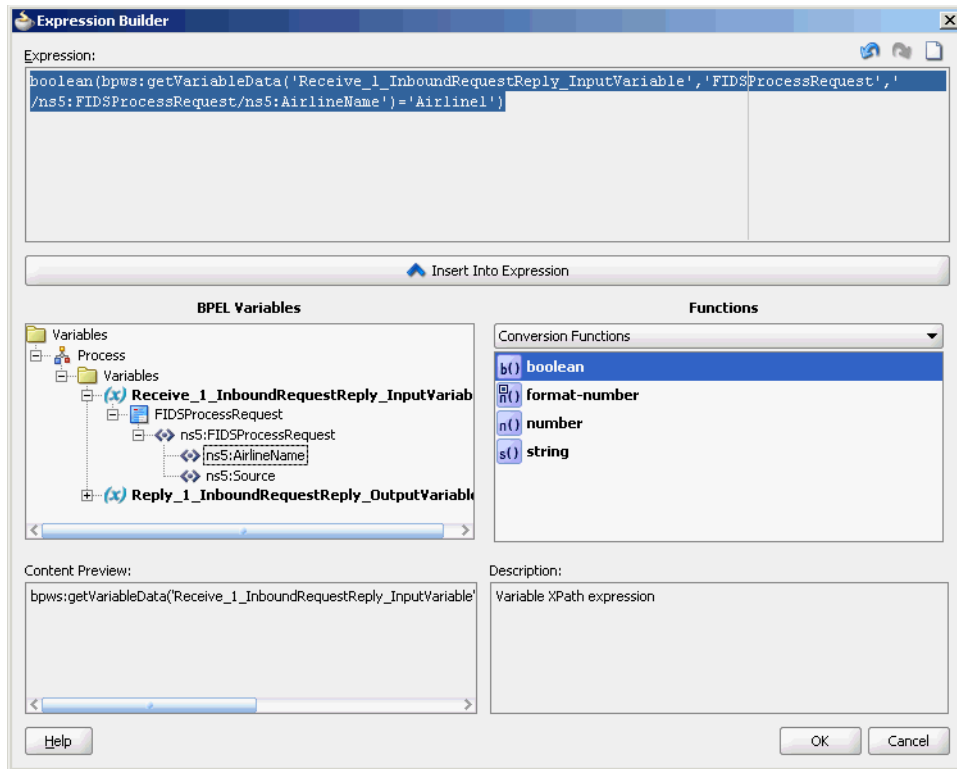 Expression Builder
Expression:
boolean(bpws:getVariableData('Receive_1_InboundRequestReply_InputVariable','FIDSProcessRequest','
/ns5:FIDSProcessRequest/ns5:AirlineName')='Airline1')
Insert Into Expression
BPEL Variables
Functions
Variables
Process
Variables
(x) Receive_1_InboundRequestReply_InputVariab
FIDSProcessRequest
ns5:FIDSProcessRequest
ns5:AirlineName
ns5:Source
(x) Reply_1_InboundRequestReply_OutputVariable
Conversion Functions
b() boolean
n() format-number
n() number
s() string
Content Preview:
bpws:getVariableData('Receive_1_InboundRequestReply_InputVariable'
Description:
Variable XPath expression
Help
OK
Cancel